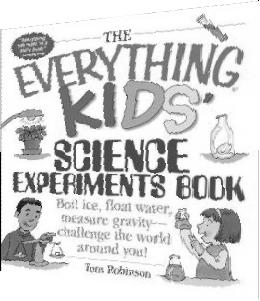 THE
EVERYTHING
KIDS'
SCIENCE
EXPERIMENTS BOOK
Boil ice, float water,
measure gravity—
challenge the world
around you!
Tom Robinson